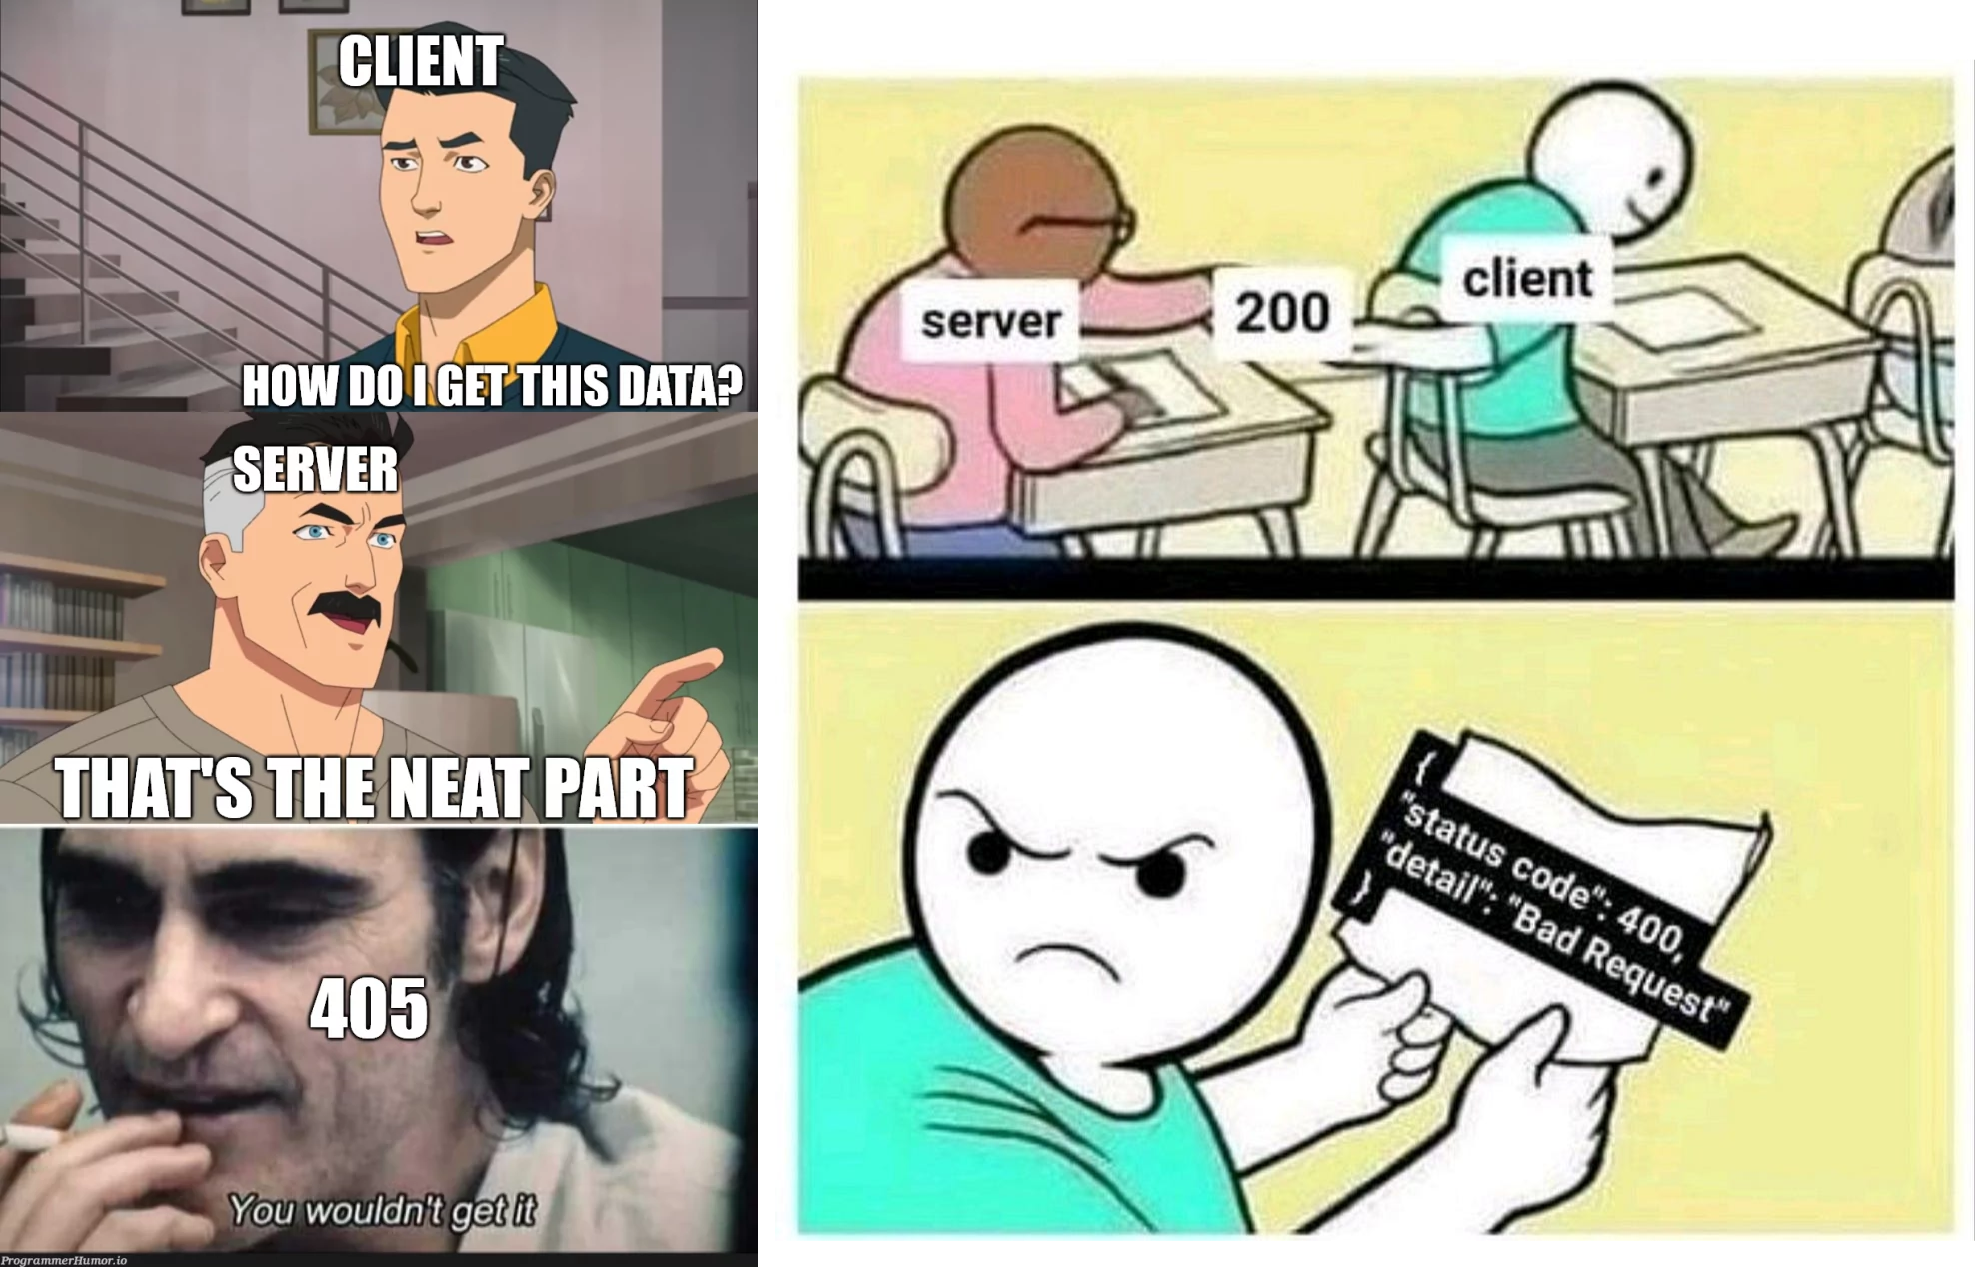 CLIENT
HOW DO I GET THIS DATA?
SERVER
THAT'S THE NEAT PART
405
You wouldn't get it
ProgrammerHumor.io
server
200
client
{
"status code": 400,
"detail": "Bad Request"
}